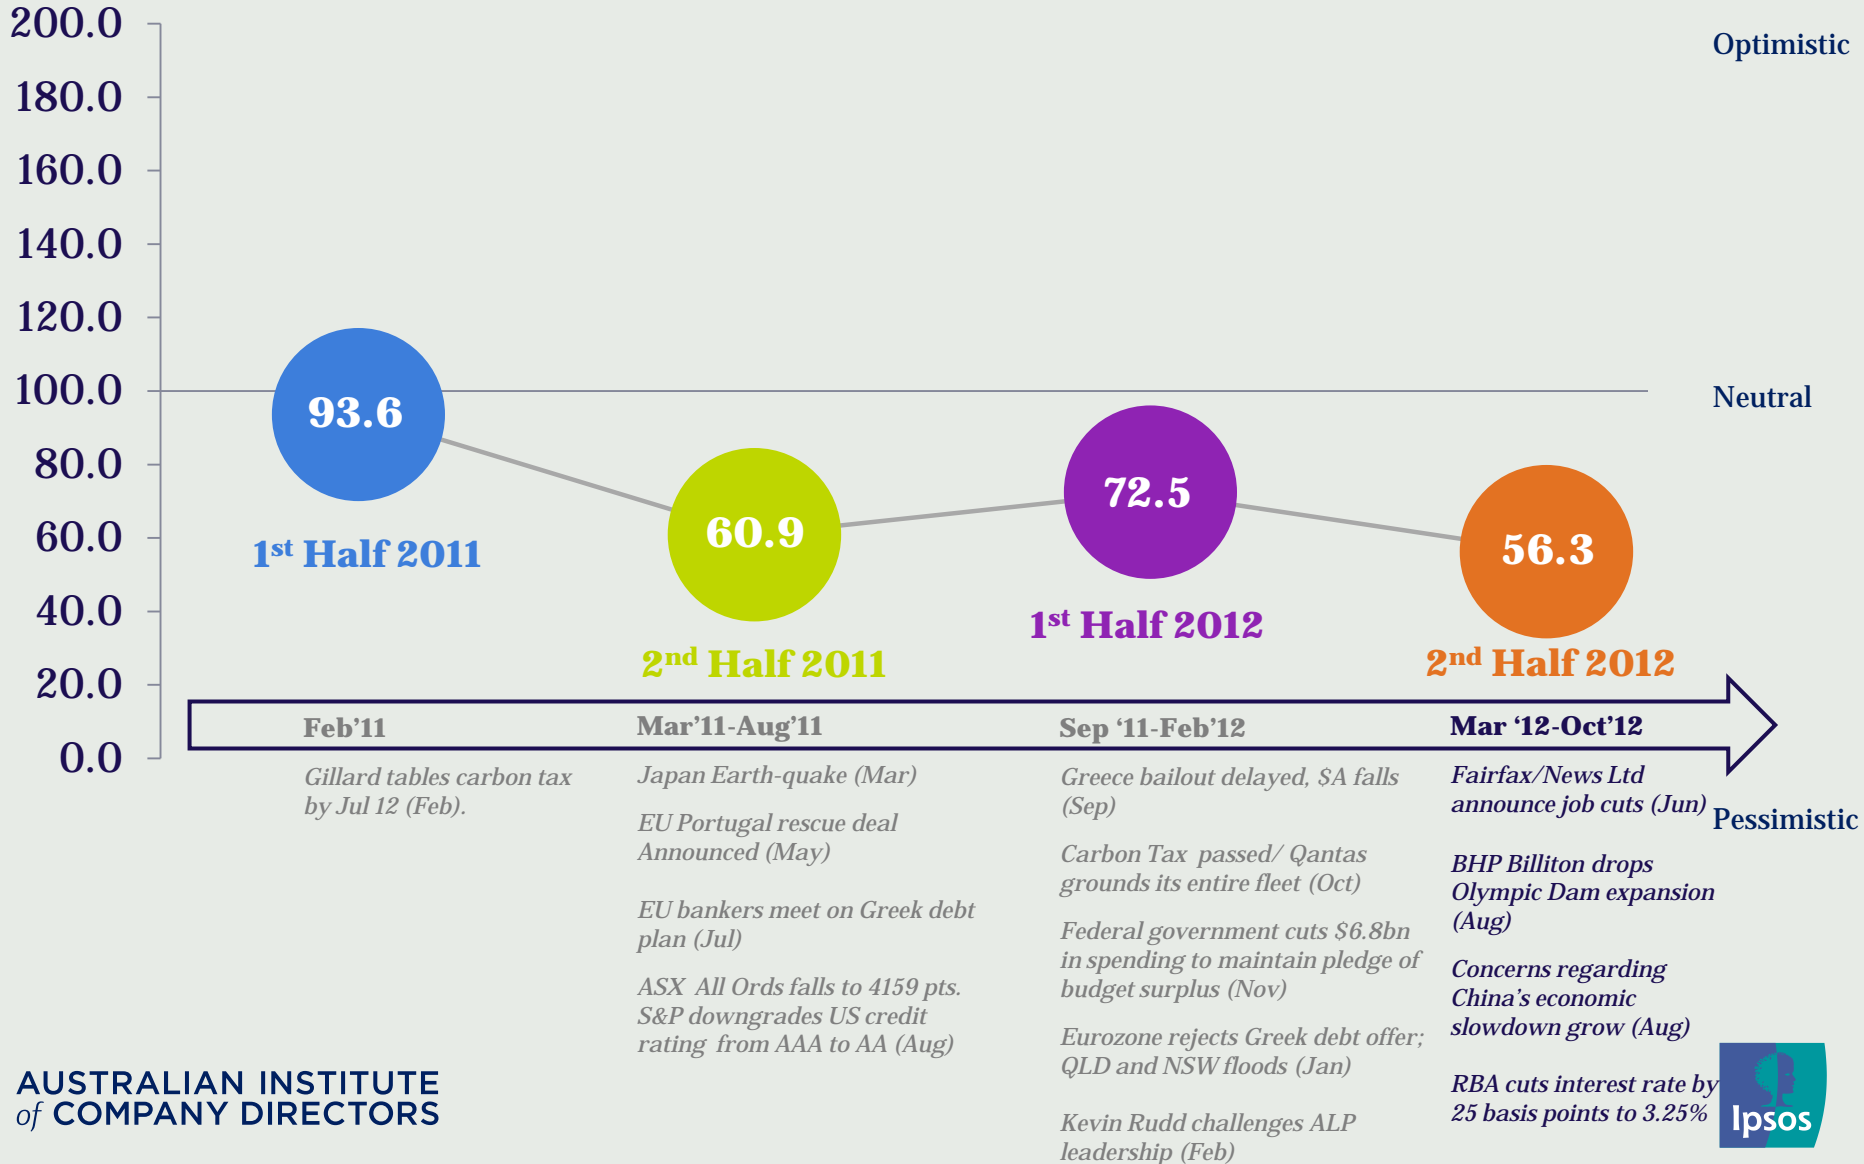 200.0
180.0
160.0
140.0
120.0
100.0
80.0
60.0
40.0
20.0
0.0
Optimistic
Neutral
Pessimistic
93.6
1st Half 2011
60.9
2nd Half 2011
72.5
1st Half 2012
56.3
2nd Half 2012
Feb’11
Gillard tables carbon tax
by Jul 12 (Feb).
Mar’11-Aug’11
Japan Earth-quake (Mar)
EU Portugal rescue deal
Announced (May)
EU bankers meet on Greek debt
plan (Jul)
ASX All Ords falls to 4159 pts.
S&P downgrades US credit
rating from AAA to AA (Aug)
Sep ‘11-Feb’12
Greece bailout delayed, $A falls
(Sep)
Carbon Tax passed/ Qantas
grounds its entire fleet (Oct)
Federal government cuts $6.8bn
in spending to maintain pledge of
budget surplus (Nov)
Eurozone rejects Greek debt offer;
QLD and NSW floods (Jan)
Kevin Rudd challenges ALP
leadership (Feb)
Mar ‘12-Oct’12
Fairfax/News Ltd
announce job cuts (Jun)
BHP Billiton drops
Olympic Dam expansion
(Aug)
Concerns regarding
China’s economic
slowdown grow (Aug)
RBA cuts interest rate by
25 basis points to 3.25%
AUSTRALIAN INSTITUTE
of COMPANY DIRECTORS
Ipsos